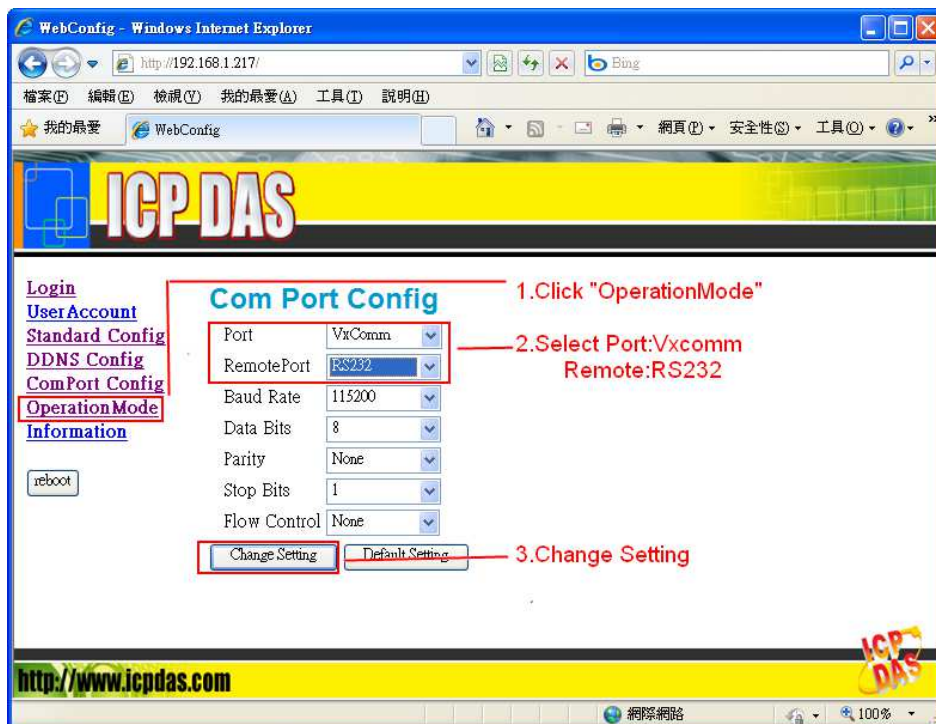 WebConfig - Windows Internet Explorer
http://192.168.1.217/
Bing
檔案(F) 編輯(E) 檢視(V) 我的最愛(A) 工具(T) 說明(H)
我的最愛 WebConfig 網頁(P) 安全性(S) 工具(O)
ICP DAS
Login
UserAccount
Standard Config
DDNS Config
ComPort Config
OperationMode
Information
reboot
Com Port Config
Port VxComm
RemotePort RS232
Baud Rate 115200
Data Bits 8
Parity None
Stop Bits 1
Flow Control None
Change Setting Default Setting
1.Click "OperationMode"
2.Select Port:Vxcomm
Remote:RS232
3.Change Setting
http://www.icpdas.com
ICP DAS
網際網路 100%